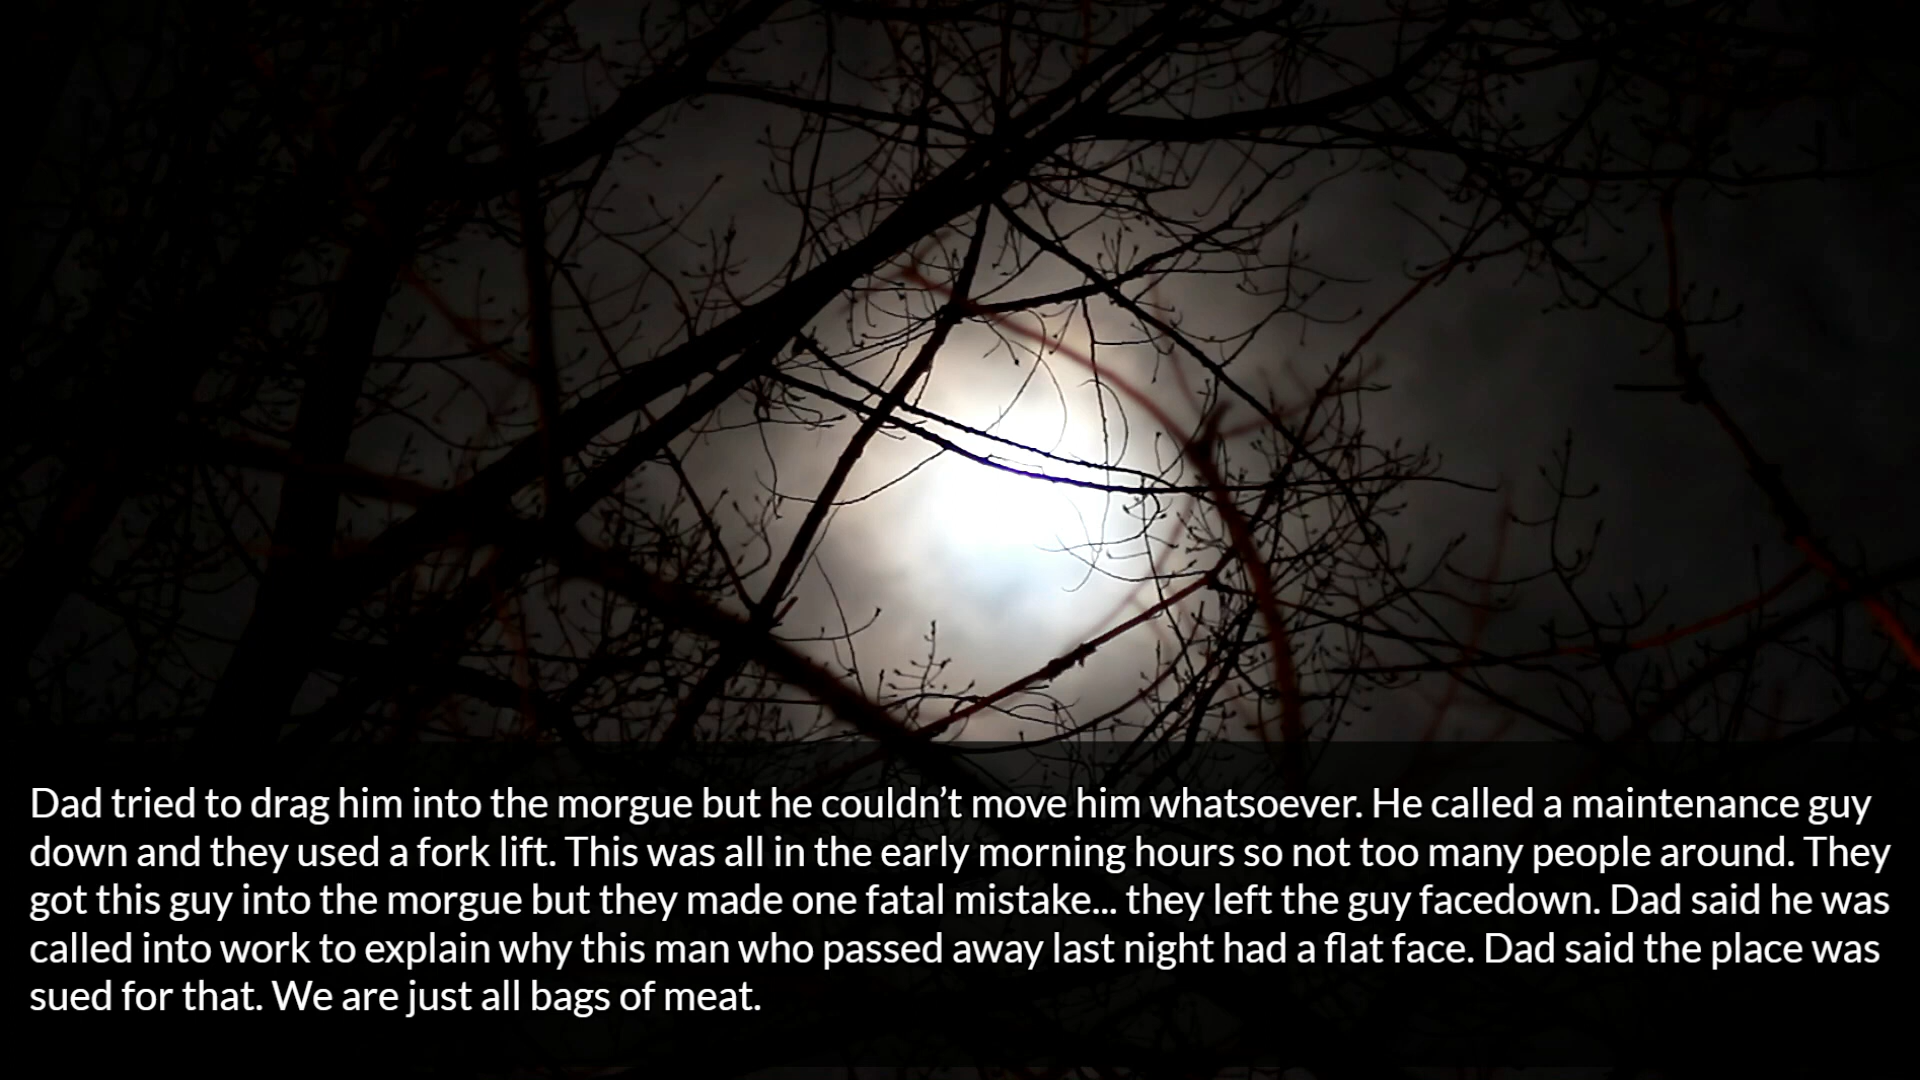 Dad tried to drag him into the morgue but he couldn’t move him whatsoever. He called a maintenance guy
down and they used a fork lift. This was all in the early morning hours so not too many people around. They
got this guy into the morgue but they made one fatal mistake... they left the guy facedown. Dad said he was
called into work to explain why this man who passed away last night had a flat face. Dad said the place was
sued for that. We are just all bags of meat.